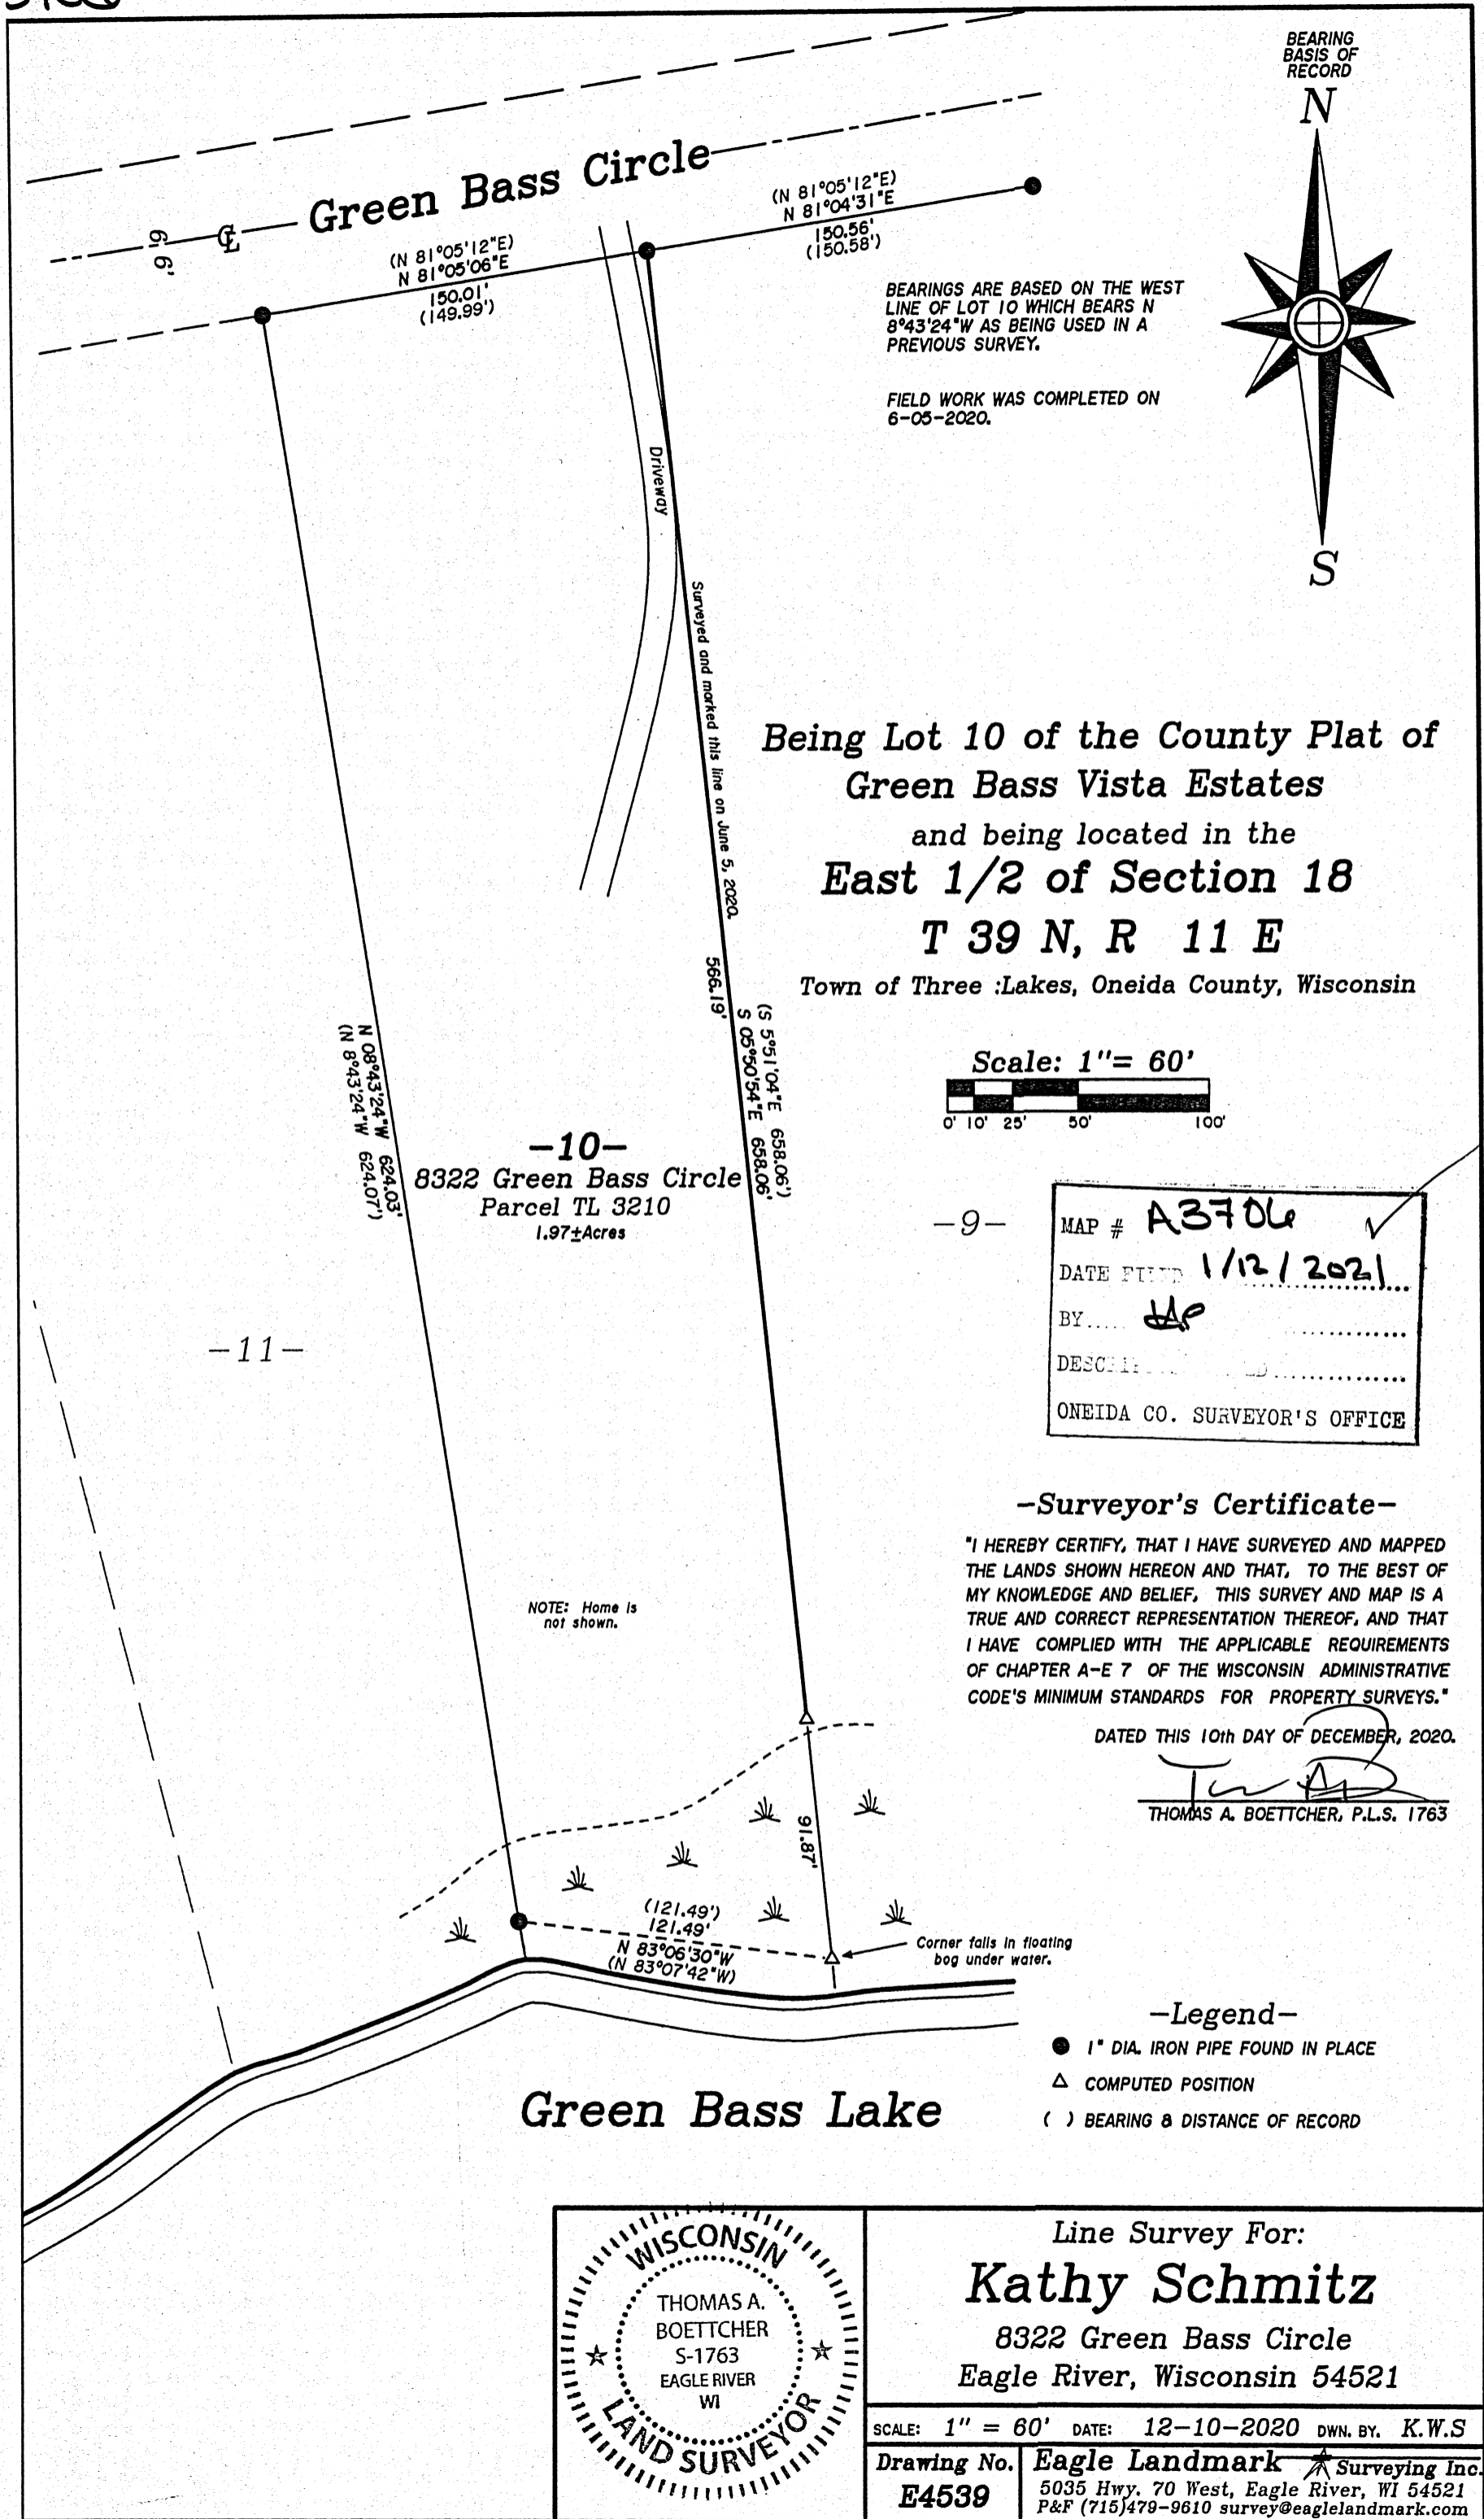 BEARING
BASIS OF
RECORD
N
S
Green Bass Circle
66'
(N 81°05'12"E)
N 81°05'06"E
150.01'
(149.99')
(N 81°05'12"E)
N 81°04'31"E
150.56'
(150.58')
BEARINGS ARE BASED ON THE WEST
LINE OF LOT 10 WHICH BEARS N
8°43'24"W AS BEING USED IN A
PREVIOUS SURVEY.
FIELD WORK WAS COMPLETED ON
6-05-2020.
Driveway
Surveyed and marked this line on June 5, 2020.
566.19'
(S 5°51'04"E 658.06')
S 05°50'54"E 658.06'
N 08°43'24"W 624.03'
(N 8°43'24"W 624.07')
Being Lot 10 of the County Plat of
Green Bass Vista Estates
and being located in the
East 1/2 of Section 18
T 39 N, R 11 E
Town of Three :Lakes, Oneida County, Wisconsin
Scale: 1"= 60'
0' 10' 25' 50' 100'
-10-
8322 Green Bass Circle
Parcel TL 3210
1.97±Acres
-9-
-11-
MAP # A3706
DATE FILED 1/12/2021
BY
ONEIDA CO. SURVEYOR'S OFFICE
-Surveyor's Certificate-
"I HEREBY CERTIFY, THAT I HAVE SURVEYED AND MAPPED
THE LANDS SHOWN HEREON AND THAT, TO THE BEST OF
MY KNOWLEDGE AND BELIEF, THIS SURVEY AND MAP IS A
TRUE AND CORRECT REPRESENTATION THEREOF, AND THAT
I HAVE COMPLIED WITH THE APPLICABLE REQUIREMENTS
OF CHAPTER A-E 7 OF THE WISCONSIN ADMINISTRATIVE
CODE'S MINIMUM STANDARDS FOR PROPERTY SURVEYS."
DATED THIS 10th DAY OF DECEMBER, 2020.
THOMAS A. BOETTCHER, P.L.S. 1763
NOTE: Home is
not shown.
91.87'
(121.49')
121.49'
N 83°06'30"W
(N 83°07'42"W)
Corner falls in floating
bog under water.
-Legend-
1" DIA. IRON PIPE FOUND IN PLACE
COMPUTED POSITION
( ) BEARING & DISTANCE OF RECORD
Green Bass Lake
WISCONSIN
THOMAS A.
BOETTCHER
S-1763
EAGLE RIVER
WI
LAND SURVEYOR
Line Survey For:
Kathy Schmitz
8322 Green Bass Circle
Eagle River, Wisconsin 54521
SCALE: 1" = 60' DATE: 12-10-2020 DWN. BY. K.W.S
Drawing No.
E4539
Eagle Landmark Surveying Inc.
5035 Hwy. 70 West, Eagle River, WI 54521
P&F (715)479-9610 survey@eaglelandmark.com